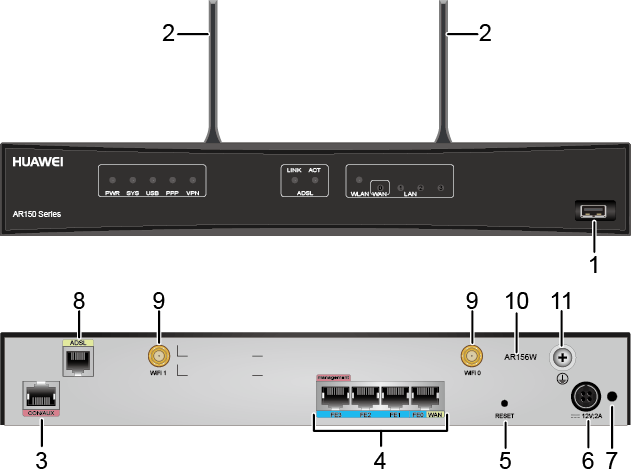 2 2
HUAWEI
LINK ACT
PWR SYS USB PPP VPN
ADSL
WLAN WAN LAN
0 1 2 3
AR150 Series
1
8 9 9 10 11
ADSL
WIFI 1
WIFI 0
AR156W
Management
CON/AUX
FE3 FE2 FE1 FE0 WAN
RESET
12V;2A
3 4 5 6 7